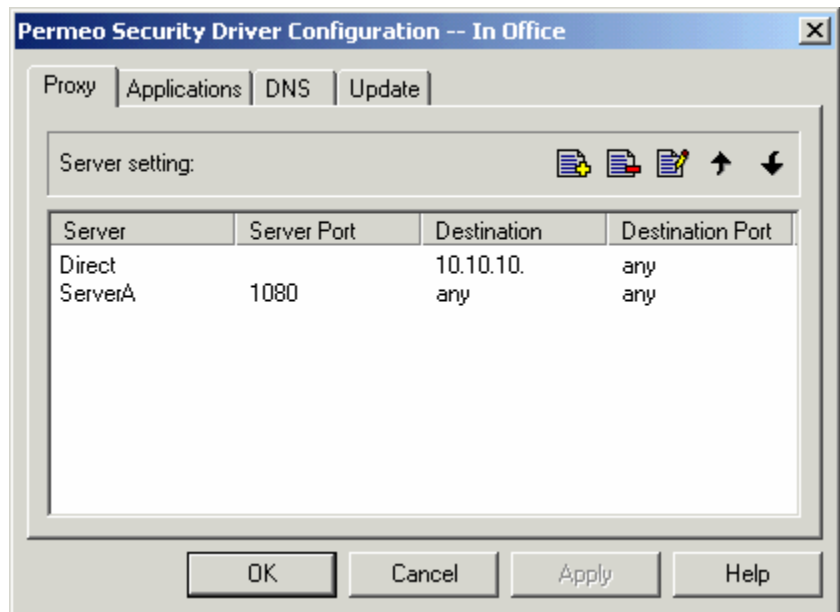 Permeo Security Driver Configuration -- In Office
Proxy Applications DNS Update
Server setting:
Server Server Port Destination Destination Port
Direct 10.10.10. any
ServerA 1080 any any
OK Cancel Apply Help